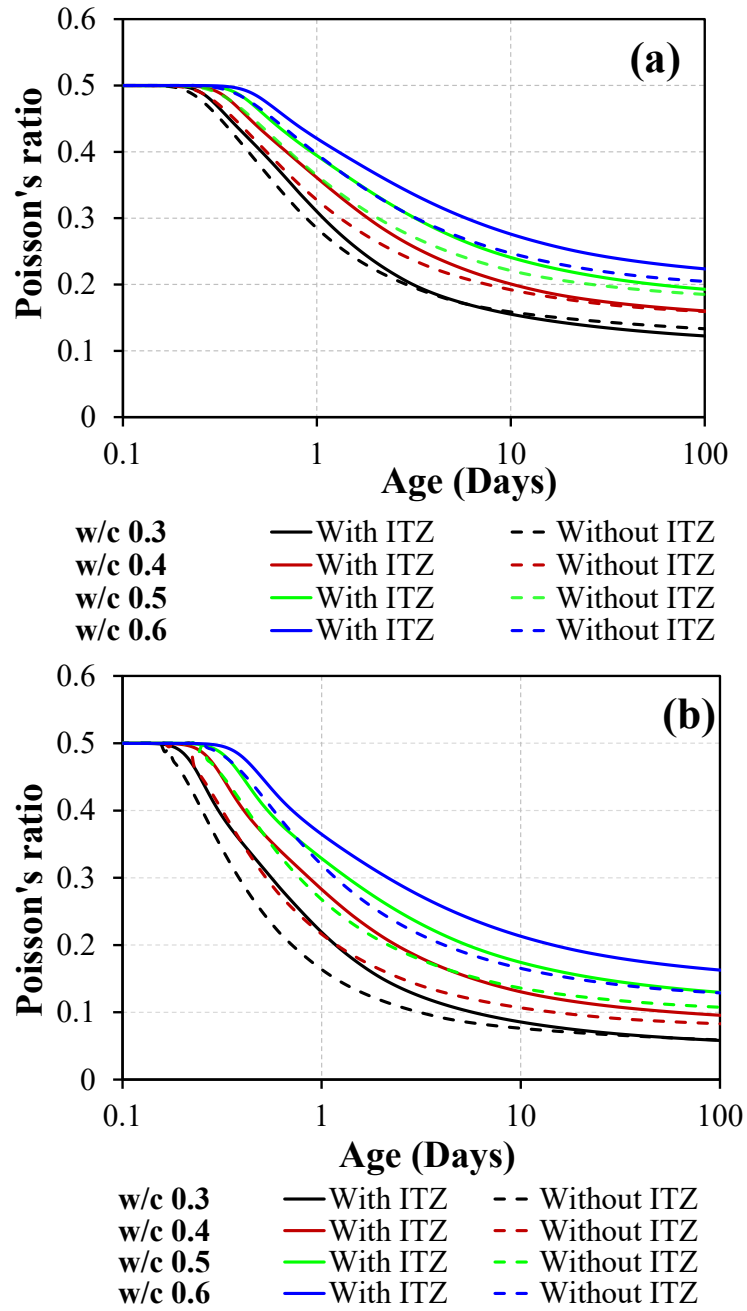 0.6
(a)
0.5
0.4
0.3
0.2
0.1
0
Poisson's ratio
0.1 1 10 100
Age (Days)
w/c 0.3 With ITZ Without ITZ
w/c 0.4 With ITZ Without ITZ
w/c 0.5 With ITZ Without ITZ
w/c 0.6 With ITZ Without ITZ
0.6
(b)
0.5
0.4
0.3
0.2
0.1
0
Poisson's ratio
0.1 1 10 100
Age (Days)
w/c 0.3 With ITZ Without ITZ
w/c 0.4 With ITZ Without ITZ
w/c 0.5 With ITZ Without ITZ
w/c 0.6 With ITZ Without ITZ